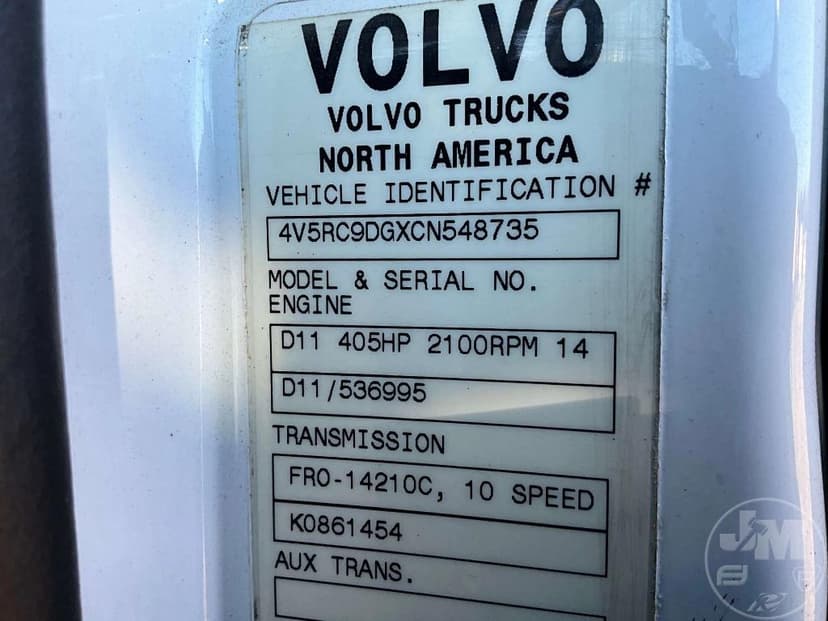 VOLVO
VOLVO TRUCKS
NORTH AMERICA
VEHICLE IDENTIFICATION #
4V5RC9DGXCN548735
MODEL & SERIAL NO.
ENGINE
D11 405HP 2100RPM 14
D11/536995
TRANSMISSION
FRO-14210C, 10 SPEED
K0861454
AUX TRANS.
JM